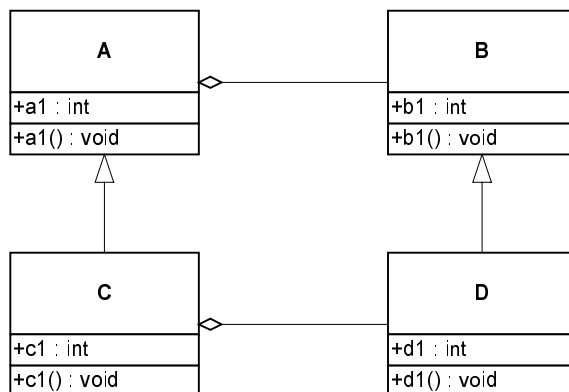 A
+a1 : int
+a1() : void
B
+b1 : int
+b1() : void
C
+c1 : int
+c1() : void
D
+d1 : int
+d1() : void